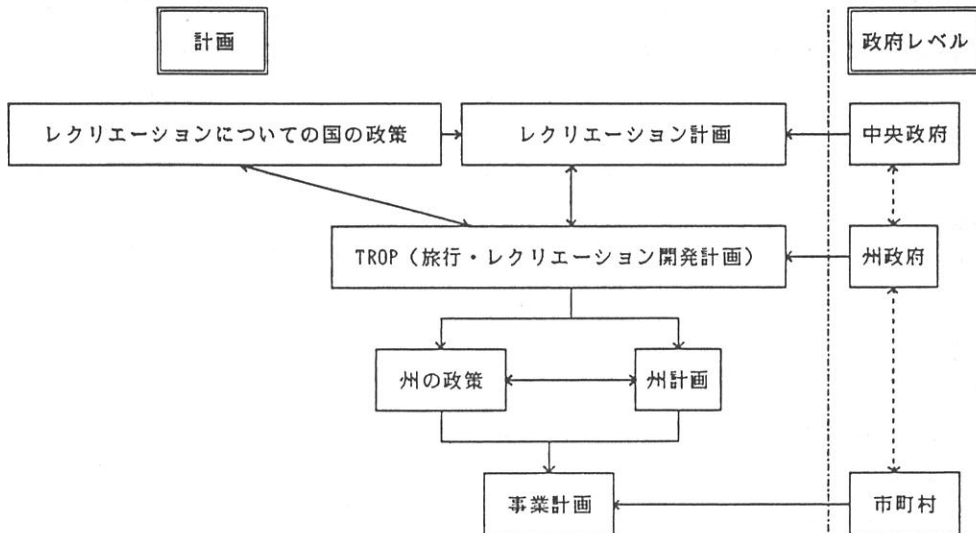 計画
政府レベル
レクリエーションについての国の政策
レクリエーション計画
中央政府
TROP（旅行・レクリエーション開発計画）
州政府
州の政策
州計画
事業計画
市町村